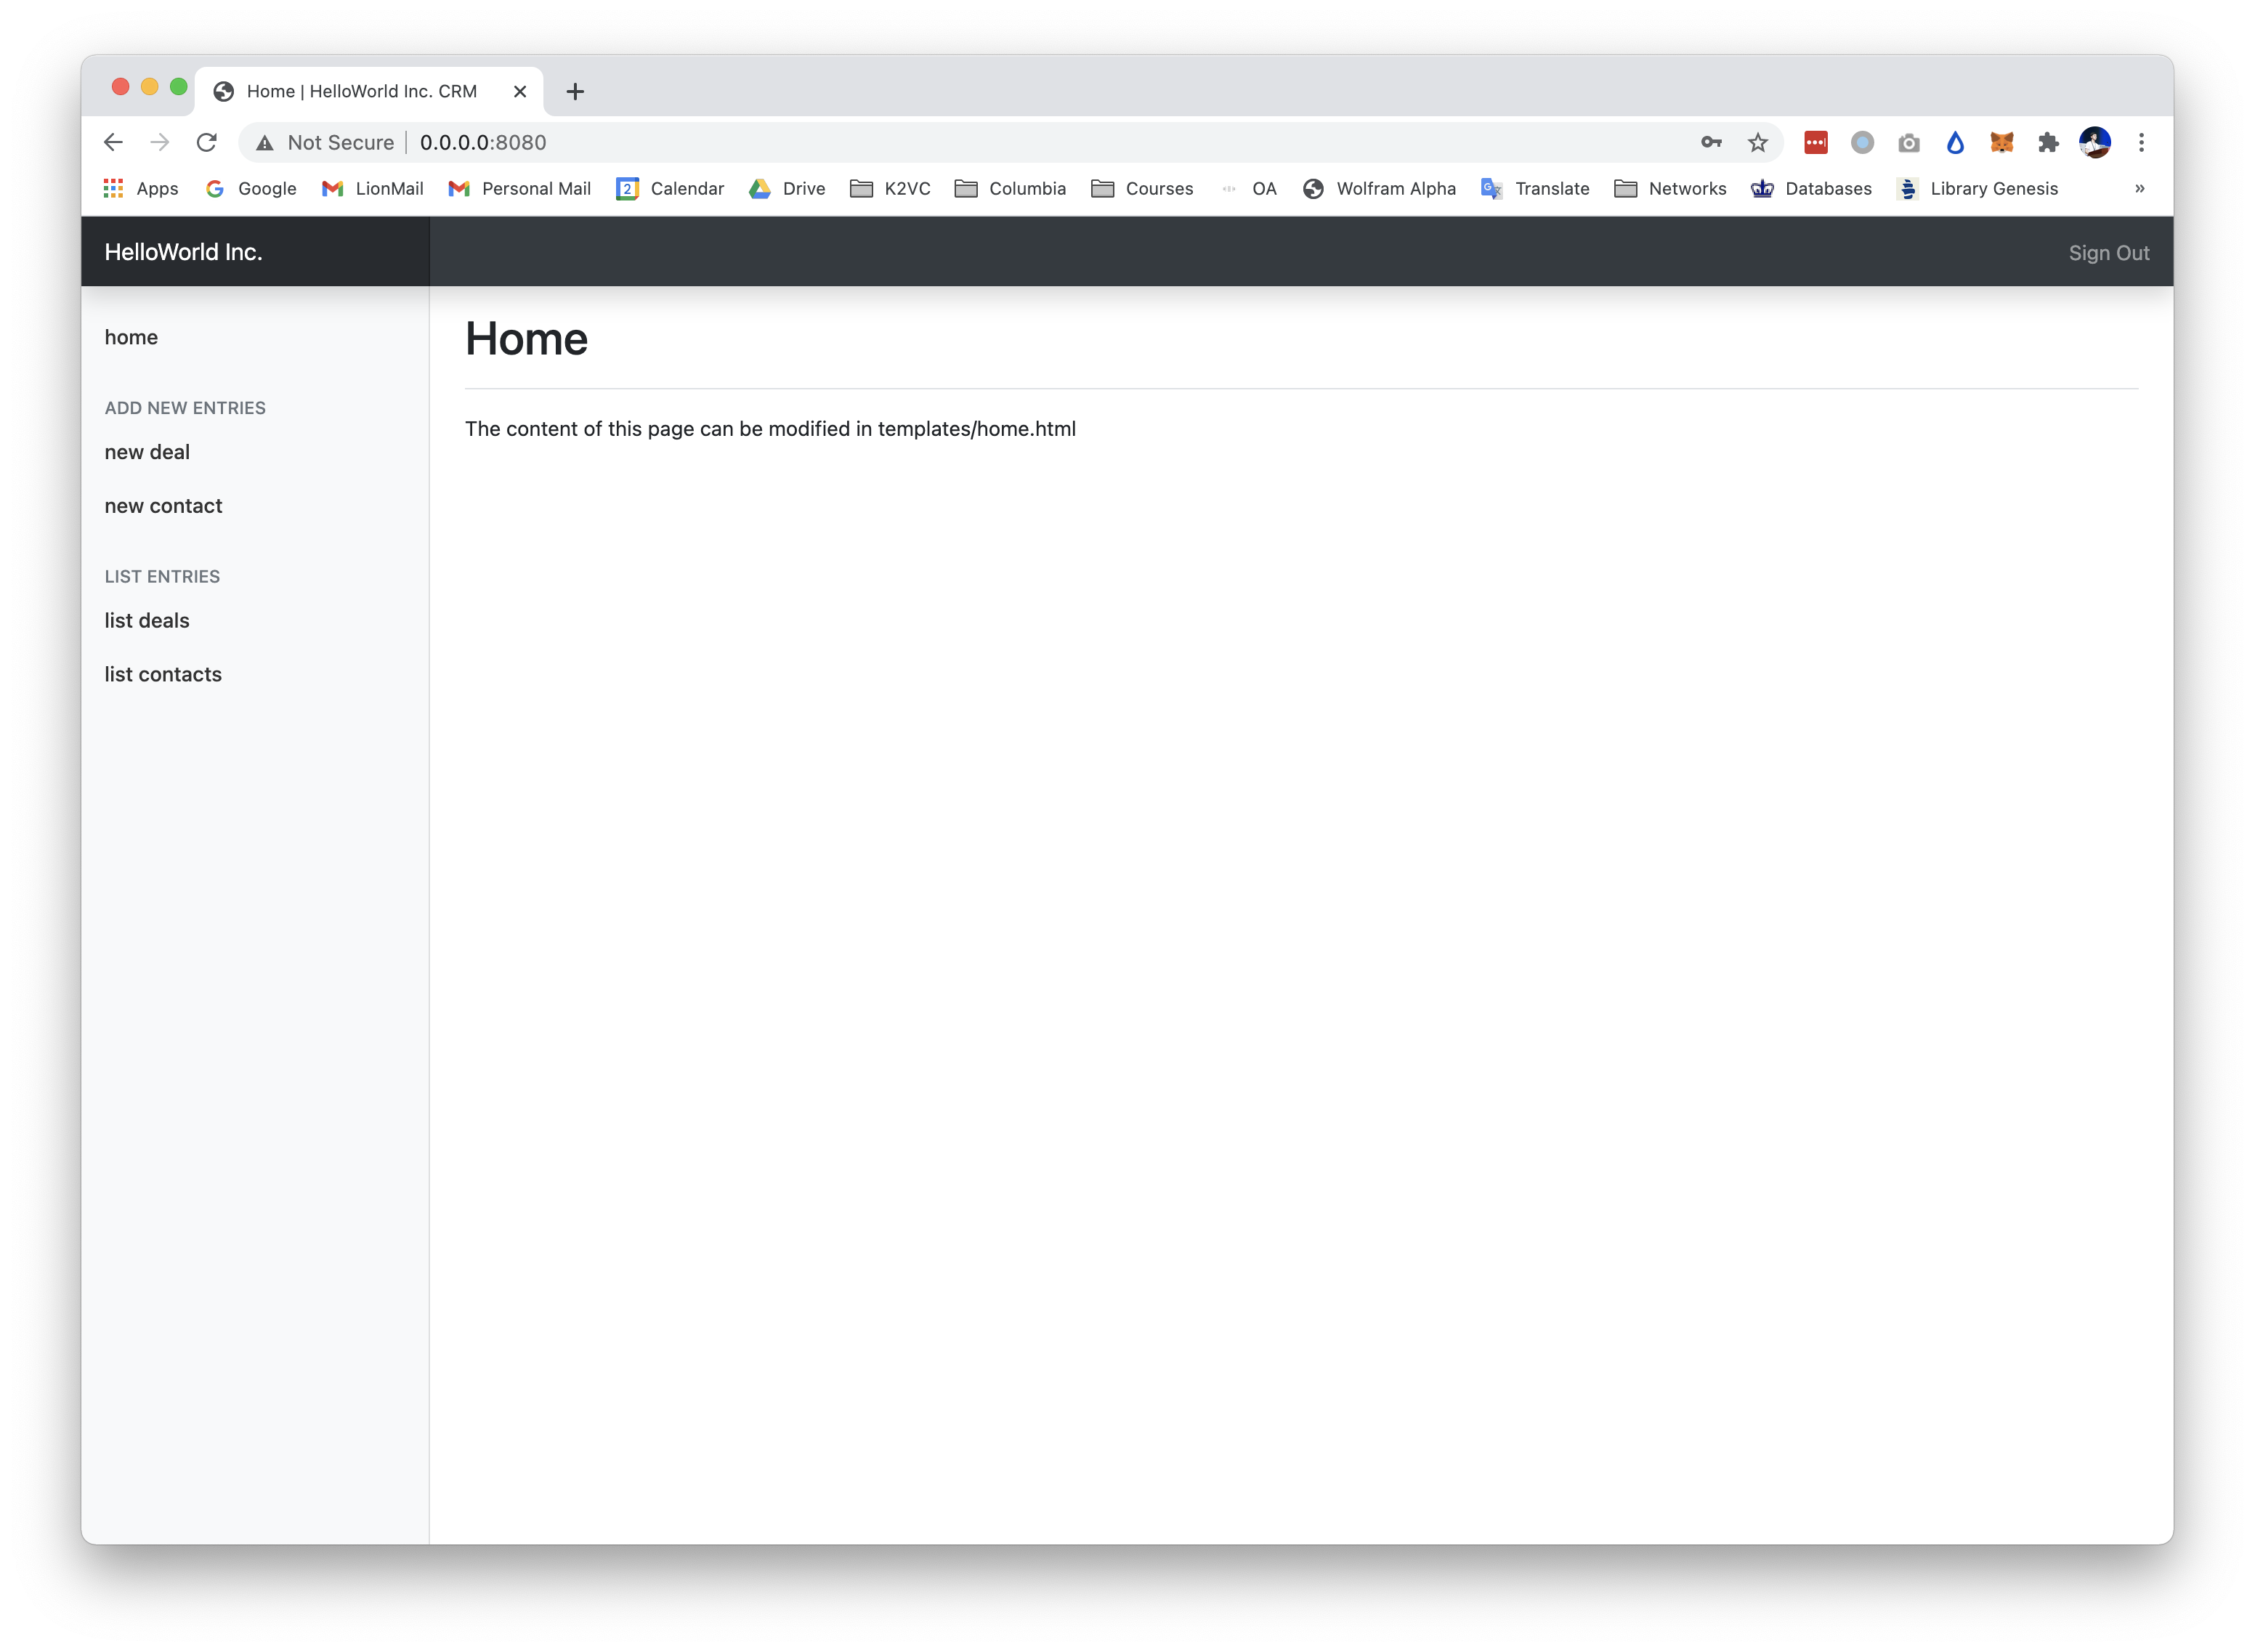 Home | HelloWorld Inc. CRM
Not Secure 0.0.0.0:8080
Apps Google LionMail Personal Mail 2 Calendar Drive K2VC Columbia Courses OA Wolfram Alpha Translate Networks Databases Library Genesis »
HelloWorld Inc. Sign Out
home
ADD NEW ENTRIES
new deal
new contact
LIST ENTRIES
list deals
list contacts
Home
The content of this page can be modified in templates/home.html